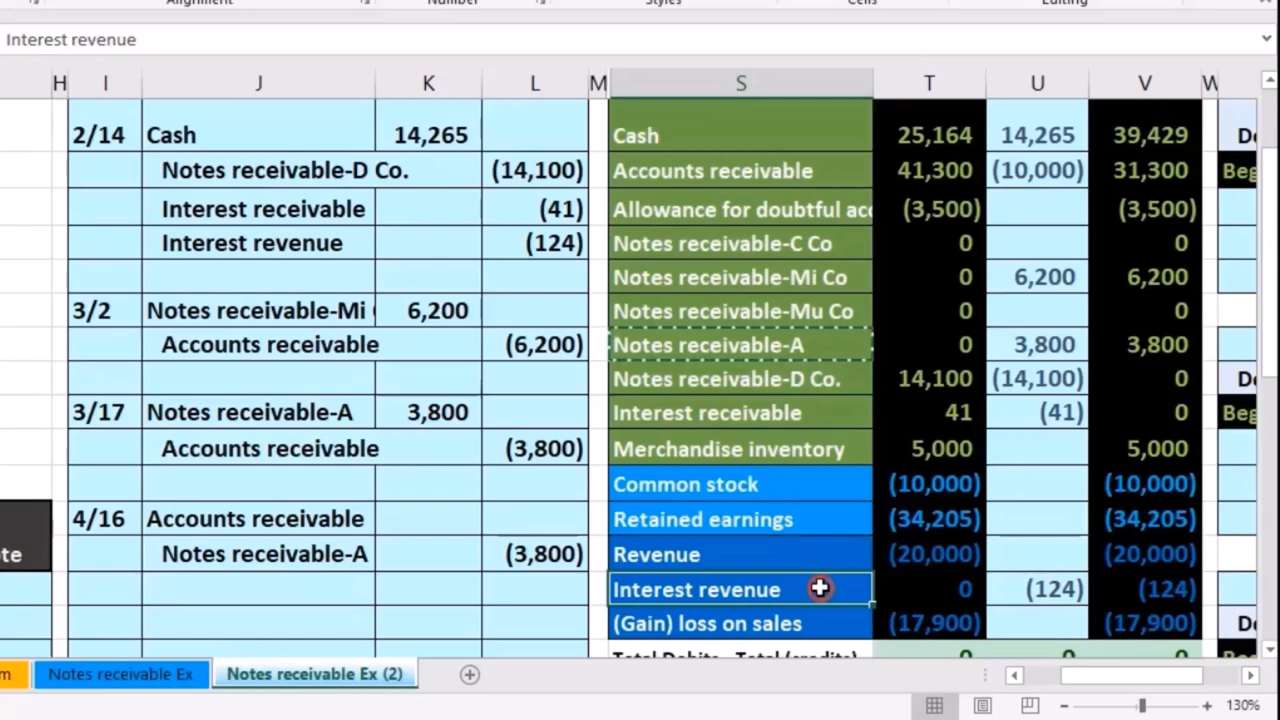 Alignment Number Styles Cells Editing
Interest revenue
H I J K L M S T U V W
2/14 Cash 14,265 Cash 25,164 14,265 39,429 De
Notes receivable-D Co. (14,100) Accounts receivable 41,300 (10,000) 31,300 Beg
Interest receivable (41) Allowance for doubtful acc (3,500) (3,500)
Interest revenue (124) Notes receivable-C Co 0 0
Notes receivable-Mi Co 0 6,200 6,200
3/2 Notes receivable-Mi 6,200 Notes receivable-Mu Co 0 0
Accounts receivable (6,200) Notes receivable-A 0 3,800 3,800
Notes receivable-D Co. 14,100 (14,100) 0 De
3/17 Notes receivable-A 3,800 Interest receivable 41 (41) 0 Beg
Accounts receivable (3,800) Merchandise inventory 5,000 5,000
Common stock (10,000) (10,000)
4/16 Accounts receivable Retained earnings (34,205) (34,205)
te Notes receivable-A (3,800) Revenue (20,000) (20,000)
Interest revenue 0 (124) (124)
(Gain) loss on sales (17,900) (17,900) De
Total Debits - Total (credits) 0 0 0
m Notes receivable Ex Notes receivable Ex (2)
130%